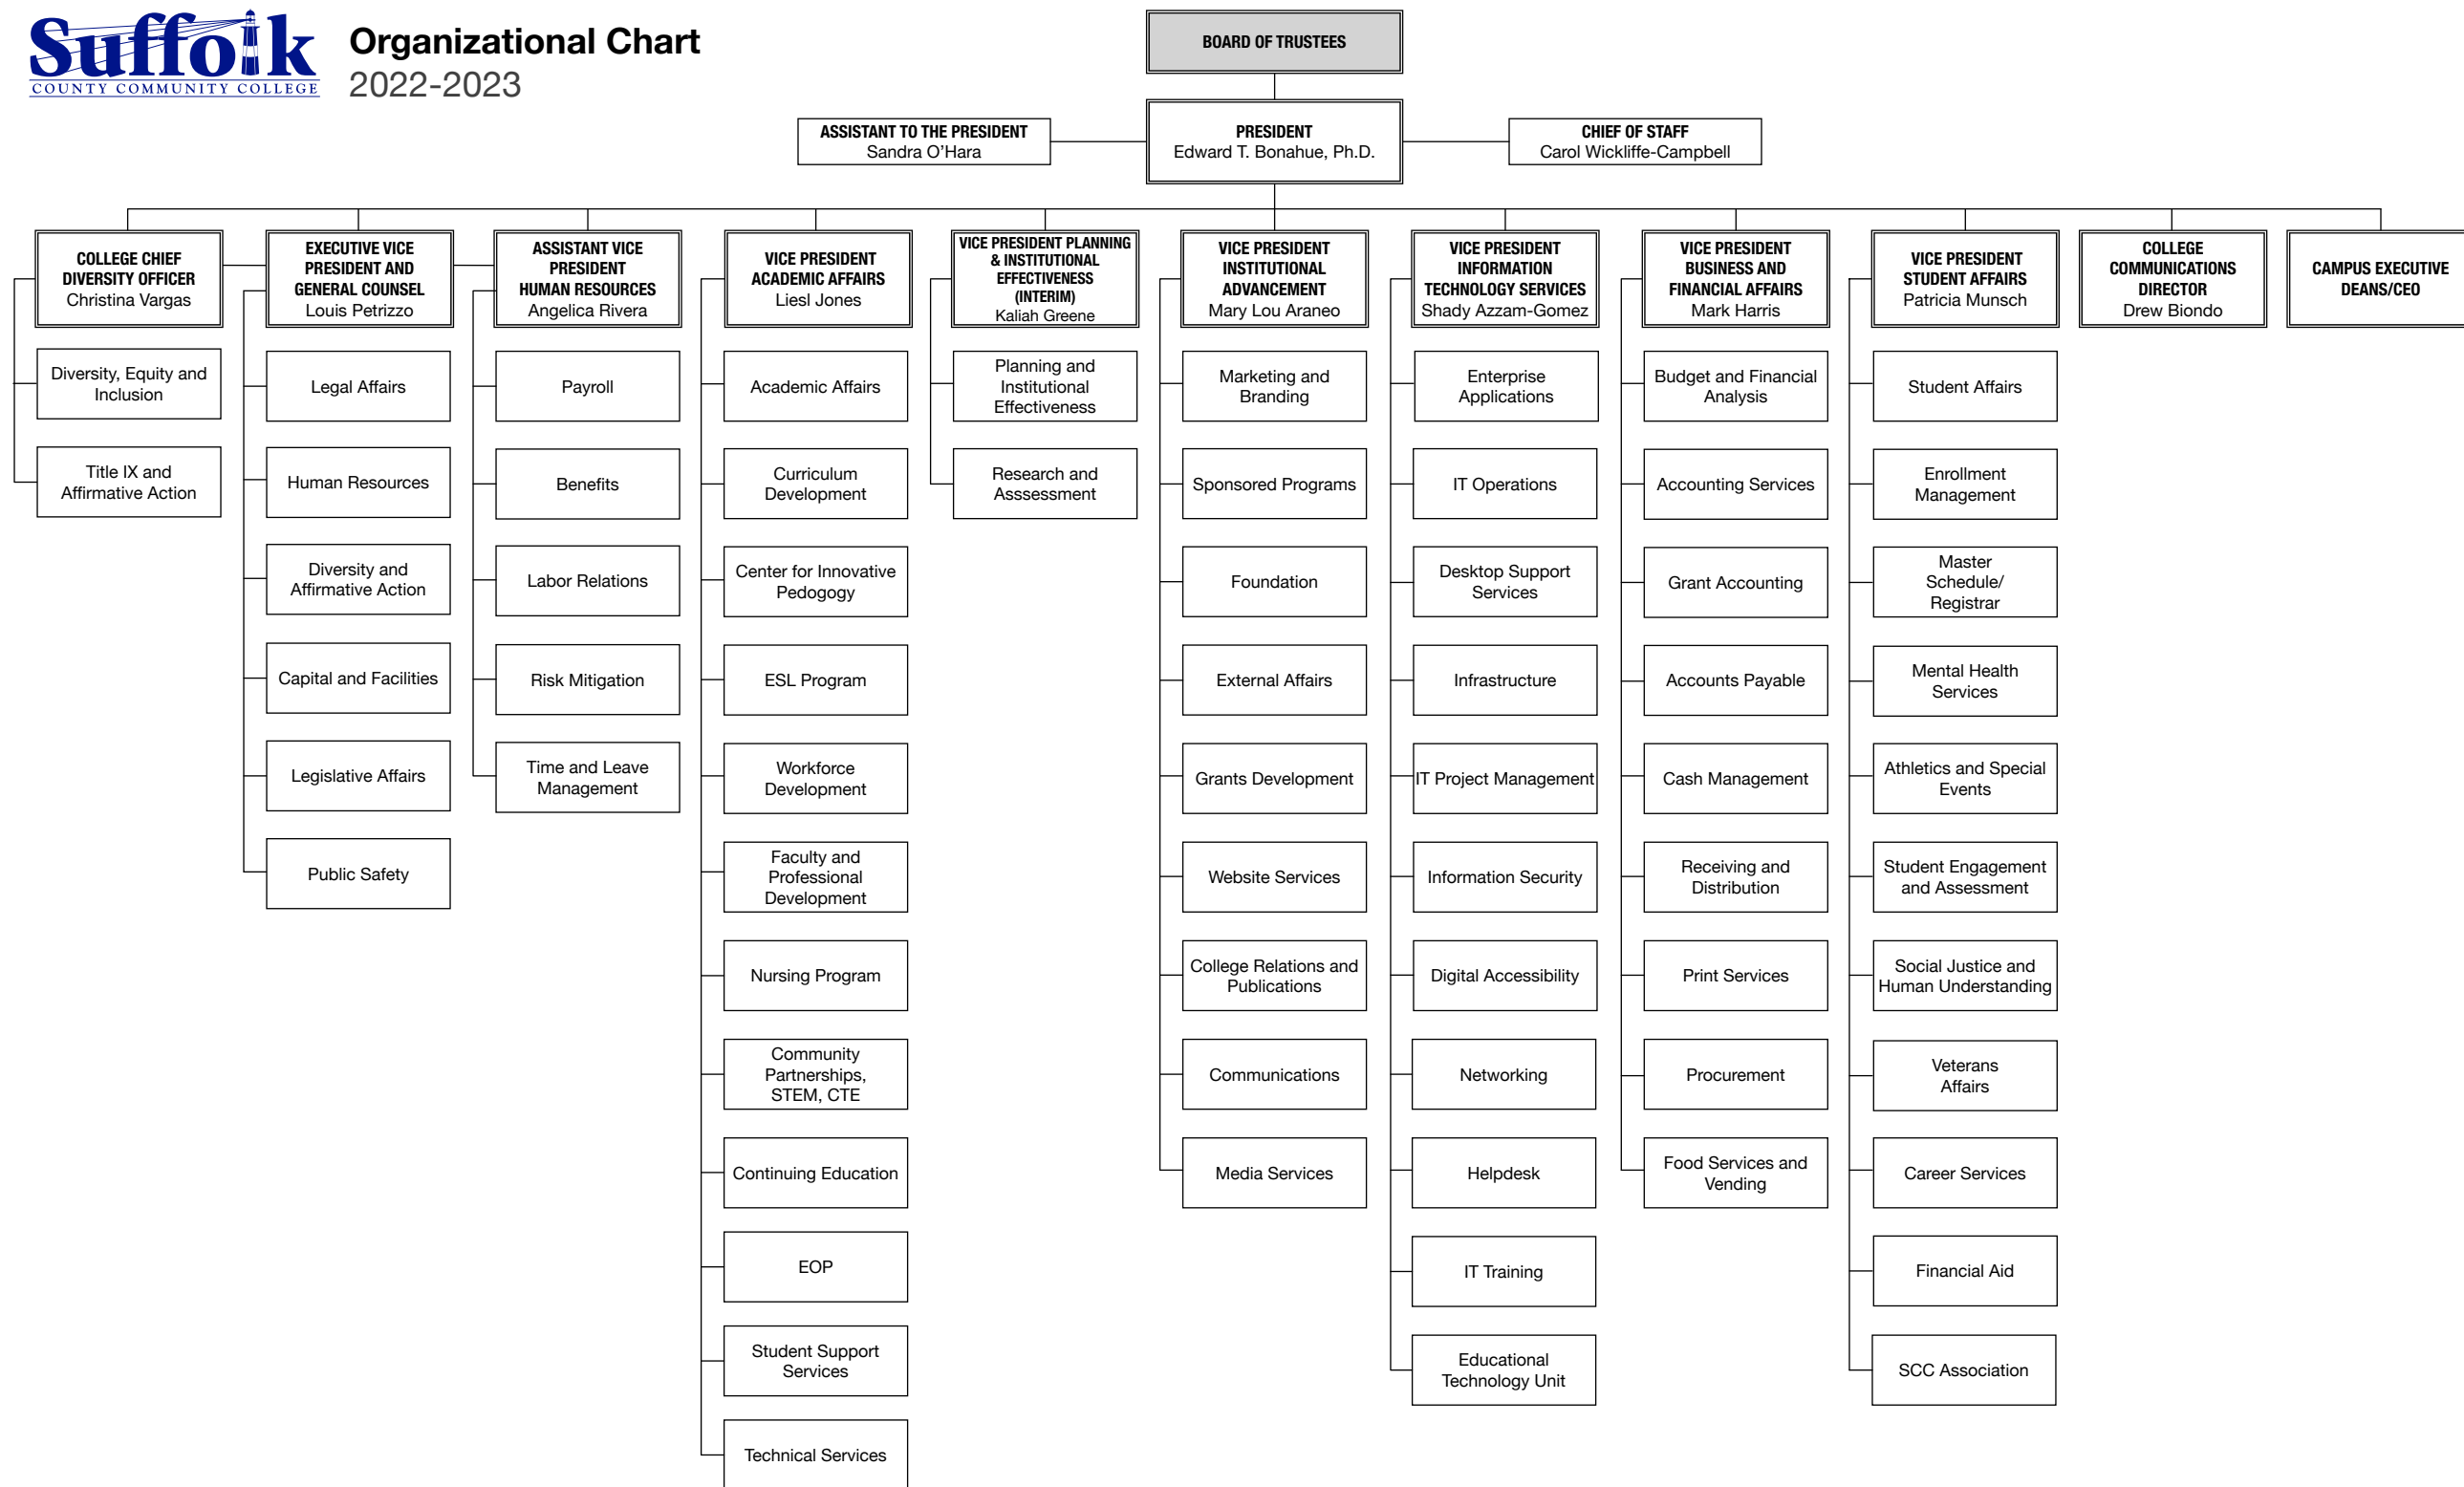 Suffolk
COUNTY COMMUNITY COLLEGE
Organizational Chart
2022-2023
BOARD OF TRUSTEES
ASSISTANT TO THE PRESIDENT
Sandra O’Hara
PRESIDENT
Edward T. Bonahue, Ph.D.
CHIEF OF STAFF
Carol Wickliffe-Campbell
COLLEGE CHIEF
DIVERSITY OFFICER
Christina Vargas
Diversity, Equity and
Inclusion
Title IX and
Affirmative Action
EXECUTIVE VICE
PRESIDENT AND
GENERAL COUNSEL
Louis Petrizzo
Legal Affairs
Human Resources
Diversity and
Affirmative Action
Capital and Facilities
Legislative Affairs
Public Safety
ASSISTANT VICE
PRESIDENT
HUMAN RESOURCES
Angelica Rivera
Payroll
Benefits
Labor Relations
Risk Mitigation
Time and Leave
Management
VICE PRESIDENT
ACADEMIC AFFAIRS
Liesl Jones
Academic Affairs
Curriculum
Development
Center for Innovative
Pedogogy
ESL Program
Workforce
Development
Faculty and
Professional
Development
Nursing Program
Community
Partnerships,
STEM, CTE
Continuing Education
EOP
Student Support
Services
Technical Services
VICE PRESIDENT PLANNING
& INSTITUTIONAL
EFFECTIVENESS
(INTERIM)
Kaliah Greene
Planning and
Institutional
Effectiveness
Research and
Asssessment
VICE PRESIDENT
INSTITUTIONAL
ADVANCEMENT
Mary Lou Araneo
Marketing and
Branding
Sponsored Programs
Foundation
External Affairs
Grants Development
Website Services
College Relations and
Publications
Communications
Media Services
VICE PRESIDENT
INFORMATION
TECHNOLOGY SERVICES
Shady Azzam-Gomez
Enterprise
Applications
IT Operations
Desktop Support
Services
Infrastructure
IT Project Management
Information Security
Digital Accessibility
Networking
Helpdesk
IT Training
Educational
Technology Unit
VICE PRESIDENT
BUSINESS AND
FINANCIAL AFFAIRS
Mark Harris
Budget and Financial
Analysis
Accounting Services
Grant Accounting
Accounts Payable
Cash Management
Receiving and
Distribution
Print Services
Procurement
Food Services and
Vending
VICE PRESIDENT
STUDENT AFFAIRS
Patricia Munsch
Student Affairs
Enrollment
Management
Master
Schedule/
Registrar
Mental Health
Services
Athletics and Special
Events
Student Engagement
and Assessment
Social Justice and
Human Understanding
Veterans
Affairs
Career Services
Financial Aid
SCC Association
COLLEGE
COMMUNICATIONS
DIRECTOR
Drew Biondo
CAMPUS EXECUTIVE
DEANS/CEO